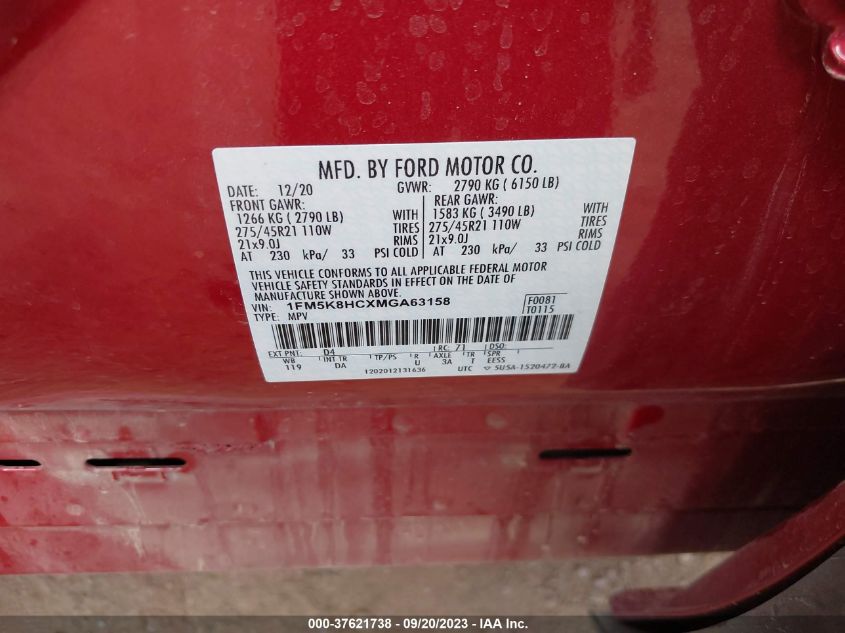 MFD. BY FORD MOTOR CO.
DATE: 12/20 GVWR: 2790 KG ( 6150 LB)
FRONT GAWR: REAR GAWR:
1266 KG ( 2790 LB) WITH 1583 KG ( 3490 LB) WITH
275/45R21 110W TIRES 275/45R21 110W TIRES
21x9.0J RIMS 21x9.0J RIMS
AT 230 kPa/ 33 PSI COLD AT 230 kPa/ 33 PSI COLD
THIS VEHICLE CONFORMS TO ALL APPLICABLE FEDERAL MOTOR
VEHICLE SAFETY STANDARDS IN EFFECT ON THE DATE OF
MANUFACTURE SHOWN ABOVE.
VIN: 1FM5K8HCXMGA63158 F0081
TYPE: MPV T0115
EXT PNT: D4 RC: 71 DSO:
WB INT TR TP/PS R AXLE TR SPR
119 DA U 3A T EESS
1202012131636 UTC 5U5A-1520472-BA
000-37621738 - 09/20/2023 - IAA Inc.